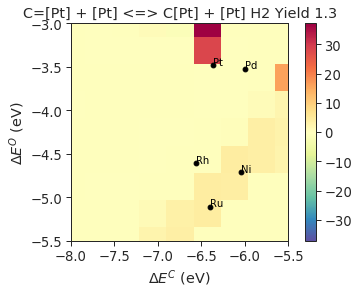 C=[Pt] + [Pt] <=> C[Pt] + [Pt] H2 Yield 1.3
−3.0
−3.5
−4.0
−4.5
−5.0
−5.5
ΔE^O (eV)
Pt
Pd
Rh
Ni
Ru
−8.0 −7.5 −7.0 −6.5 −6.0 −5.5
ΔE^C (eV)
30
20
10
0
−10
−20
−30